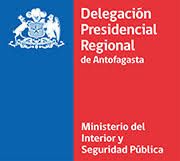 Delegación
Presidencial
Regional
de Antofagasta
Ministerio del
Interior y
Seguridad Pública